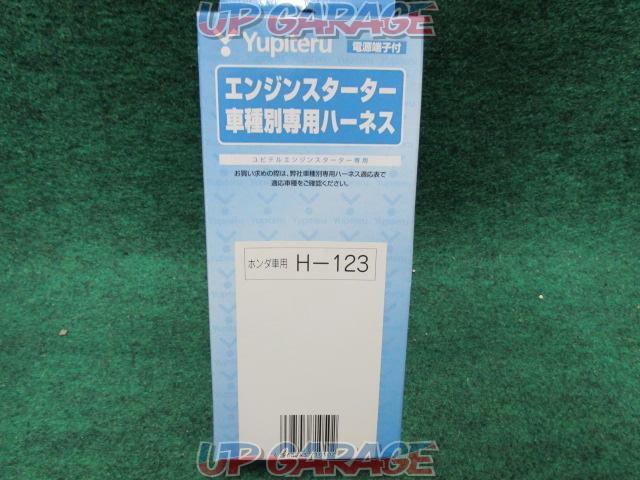 UP GARAGE
Yupiteru
電源端子付
エンジンスターター
車種別専用ハーネス
ユピテルエンジンスターター専用
お買い求めの際は、弊社車種別専用ハーネス適応表で
適応車種をご確認ください。
ホンダ車用 H-123
UP GARAGE